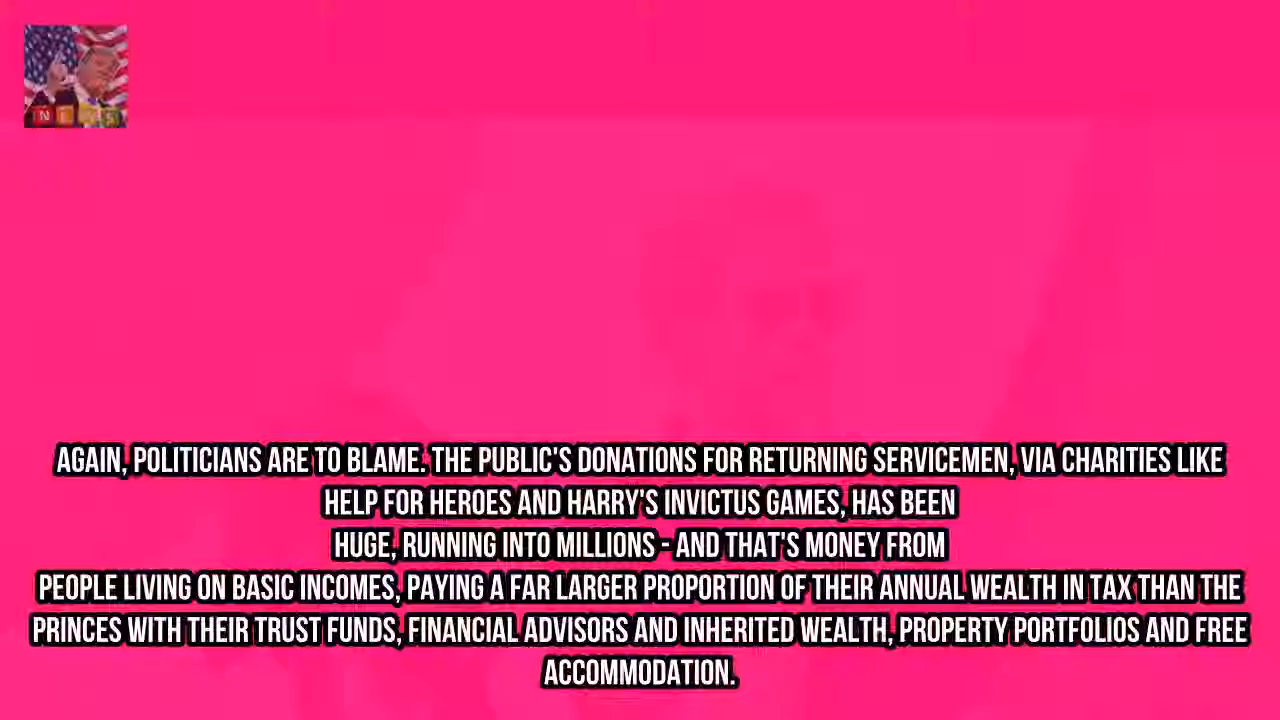 NEWS
AGAIN, POLITICIANS ARE TO BLAME. THE PUBLIC'S DONATIONS FOR RETURNING SERVICEMEN, VIA CHARITIES LIKE
HELP FOR HEROES AND HARRY'S INVICTUS GAMES, HAS BEEN
HUGE, RUNNING INTO MILLIONS - AND THAT'S MONEY FROM
PEOPLE LIVING ON BASIC INCOMES, PAYING A FAR LARGER PROPORTION OF THEIR ANNUAL WEALTH IN TAX THAN THE
PRINCES WITH THEIR TRUST FUNDS, FINANCIAL ADVISORS AND INHERITED WEALTH, PROPERTY PORTFOLIOS AND FREE
ACCOMMODATION.